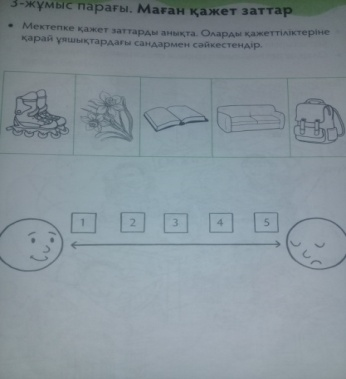 3-жұмыс парағы. Маған қажет заттар
• Мектепке қажет заттарды анықта. Оларды қажеттіліктеріне
қарай ұяшықтардағы сандармен сәйкестендір.
1 2 3 4 5